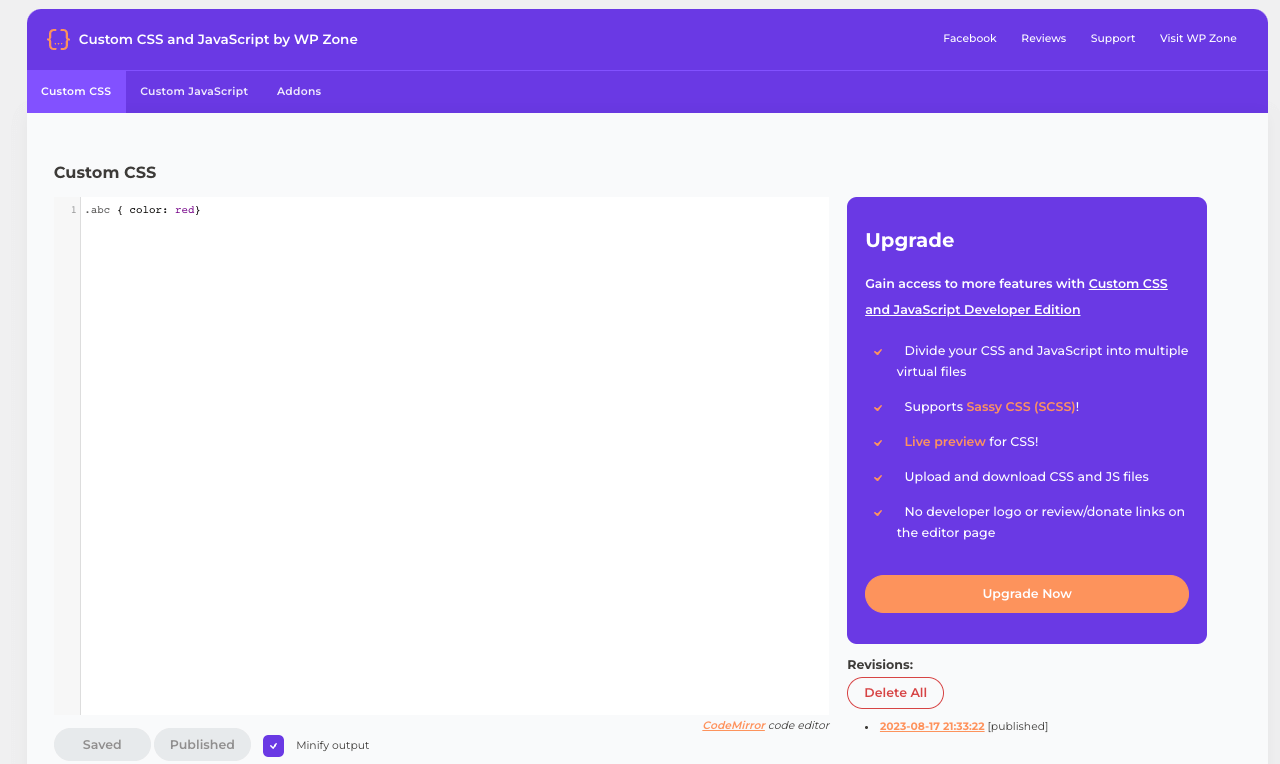 {...} Custom CSS and JavaScript by WP Zone
Facebook Reviews Support Visit WP Zone
Custom CSS Custom JavaScript Addons
Custom CSS
1 .abc { color: red}
CodeMirror code editor
Saved Published Minify output
Upgrade
Gain access to more features with Custom CSS
and JavaScript Developer Edition
Divide your CSS and JavaScript into multiple
virtual files
Supports Sassy CSS (SCSS)!
Live preview for CSS!
Upload and download CSS and JS files
No developer logo or review/donate links on
the editor page
Upgrade Now
Revisions:
Delete All
• 2023-08-17 21:33:22 [published]